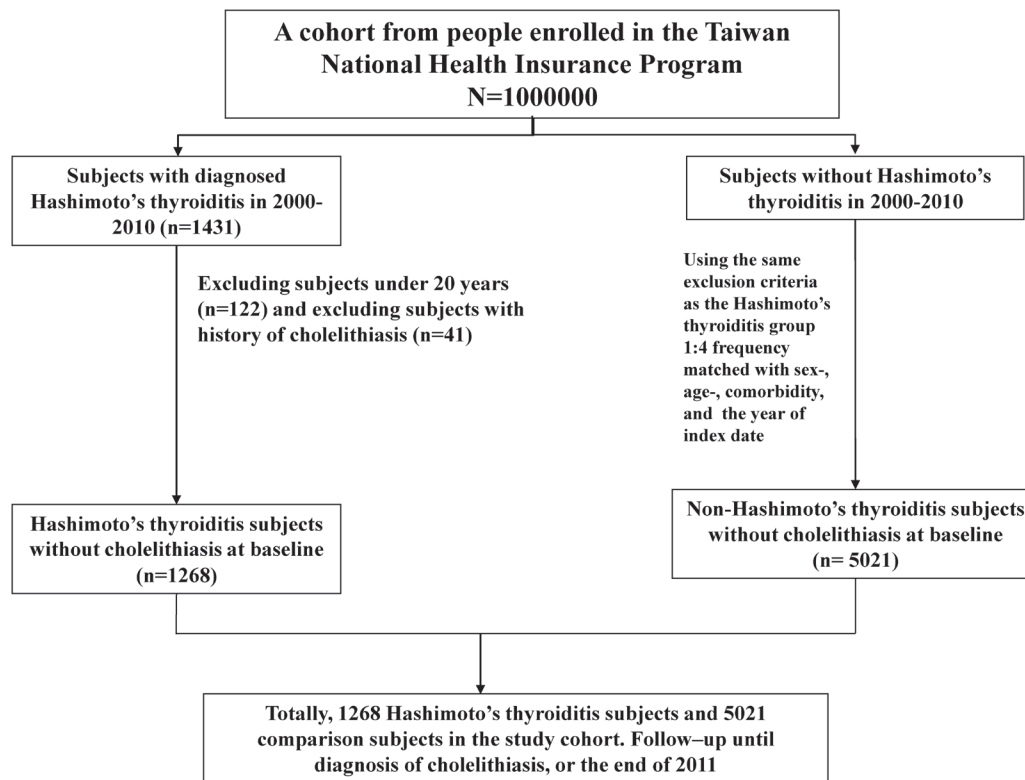 A cohort from people enrolled in the Taiwan
National Health Insurance Program
N=1000000
Subjects with diagnosed
Hashimoto's thyroiditis in 2000-
2010 (n=1431)
Subjects without Hashimoto's
thyroiditis in 2000-2010
Excluding subjects under 20 years
(n=122) and excluding subjects with
history of cholelithiasis (n=41)
Using the same
exclusion criteria
as the Hashimoto's
thyroiditis group
1:4 frequency
matched with sex-,
age-, comorbidity,
and the year of
index date
Hashimoto's thyroiditis subjects
without cholelithiasis at baseline
(n=1268)
Non-Hashimoto's thyroiditis subjects
without cholelithiasis at baseline
(n= 5021)
Totally, 1268 Hashimoto's thyroiditis subjects and 5021
comparison subjects in the study cohort. Follow–up until
diagnosis of cholelithiasis, or the end of 2011